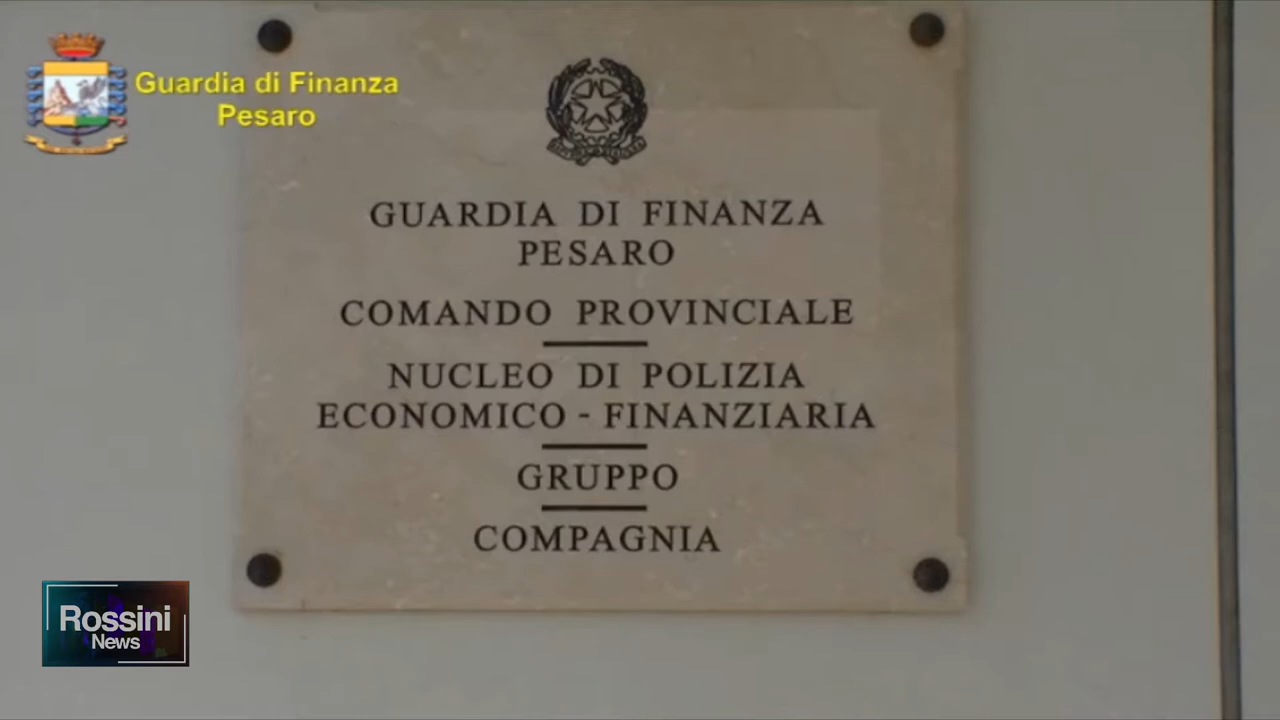 Guardia di Finanza
Pesaro
GUARDIA DI FINANZA
PESARO
COMANDO PROVINCIALE
NUCLEO DI POLIZIA
ECONOMICO - FINANZIARIA
GRUPPO
COMPAGNIA
Rossini
News